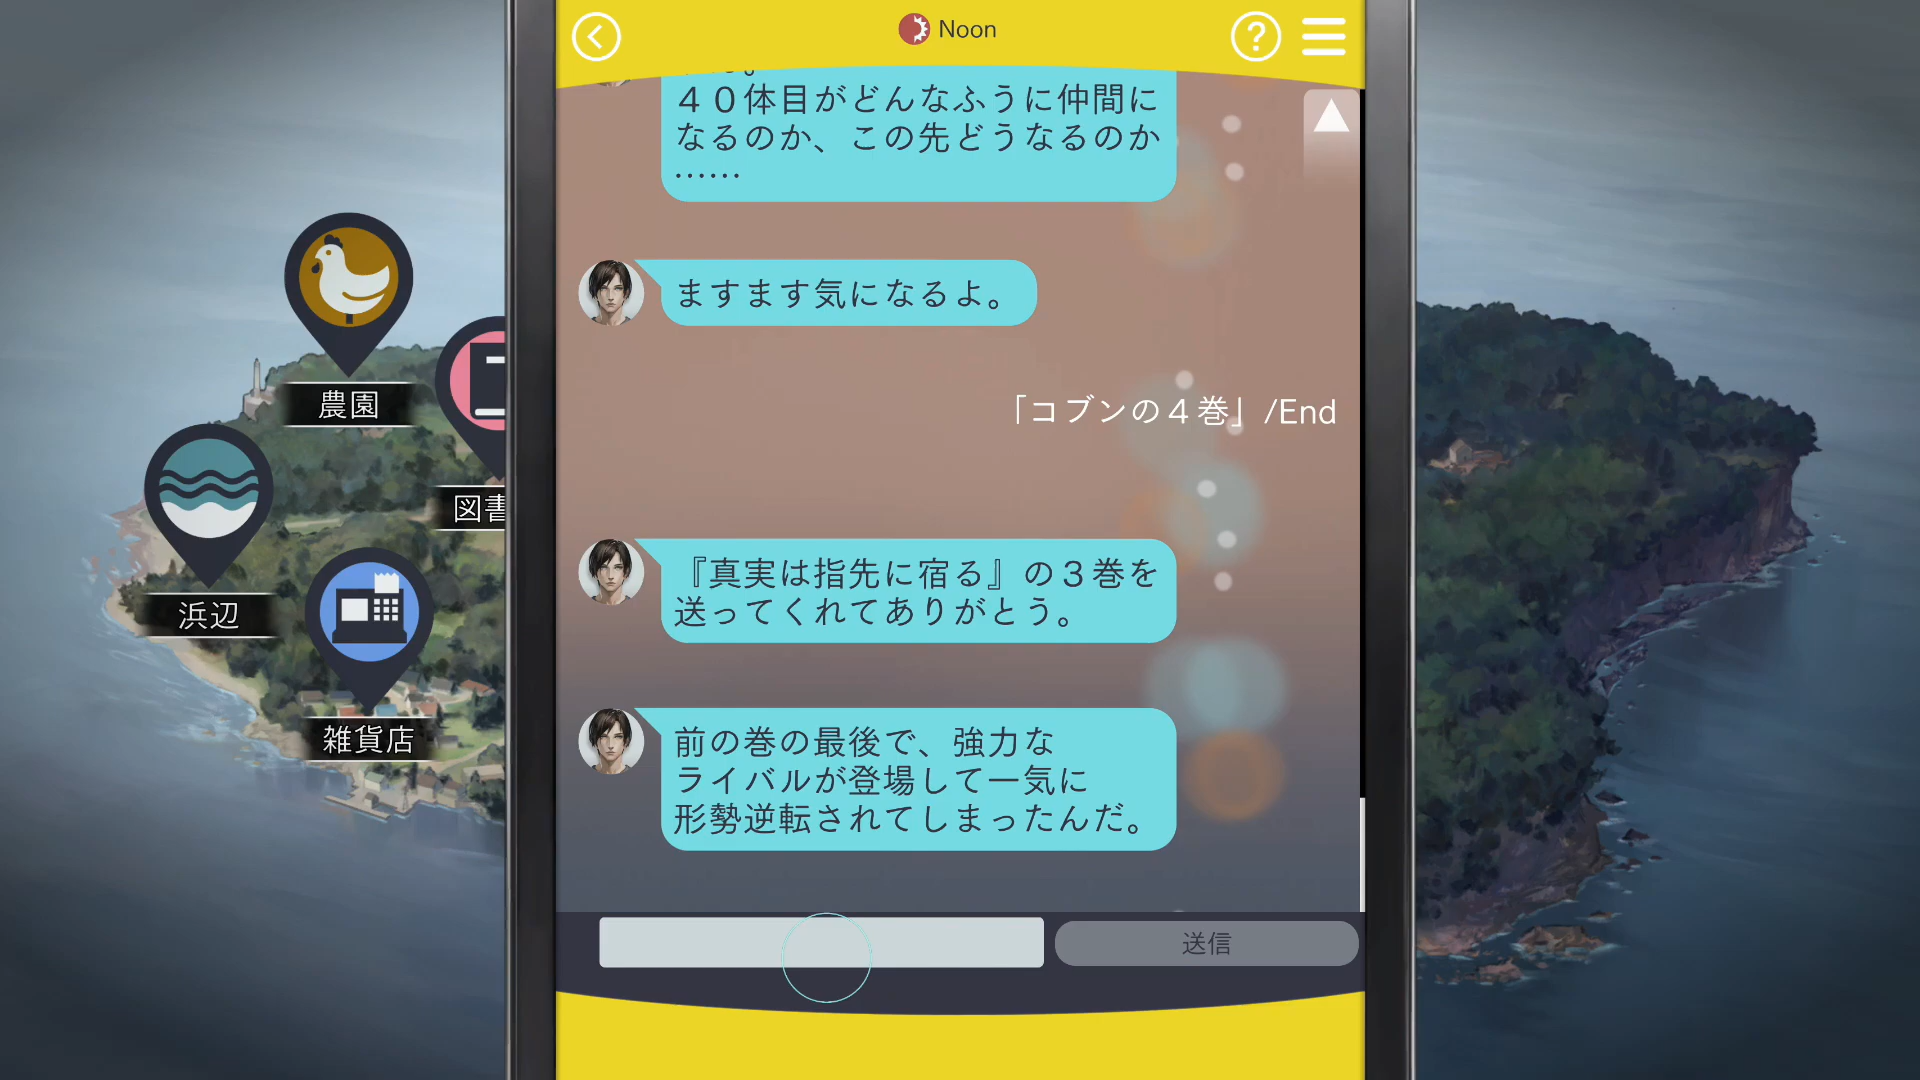 Noon
４０体目がどんなふうに仲間に
なるのか、この先どうなるのか
……
ますます気になるよ。
「コブンの４巻」/End
『真実は指先に宿る』の３巻を
送ってくれてありがとう。
前の巻の最後で、強力な
ライバルが登場して一気に
形勢逆転されてしまったんだ。
送信
農園
図書
浜辺
雑貨店